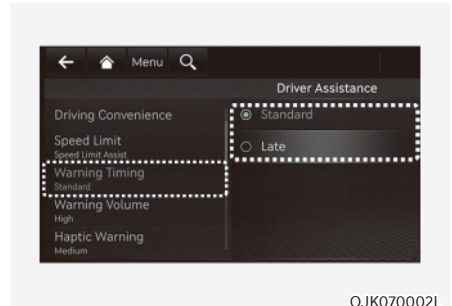 Menu
Driver Assistance
Driving Convenience
Speed Limit
Speed Limit Assist
Warning Timing
Standard
Warning Volume
High
Haptic Warning
Medium
Standard
Late
OJK070002L